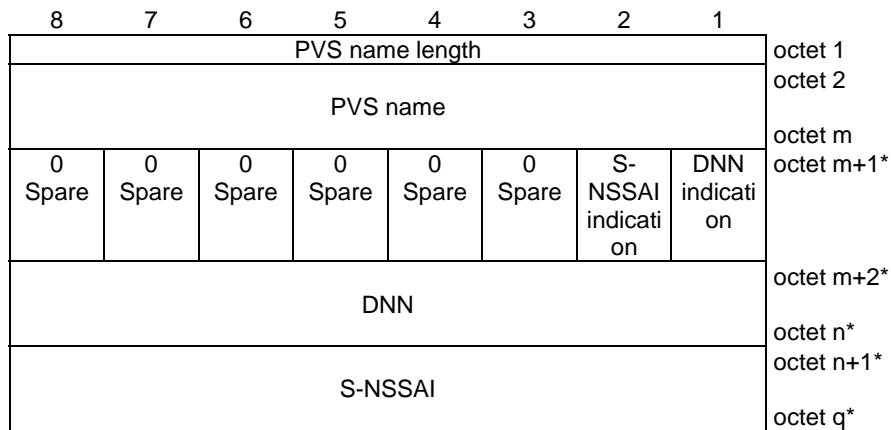 8 7 6 5 4 3 2 1
PVS name length octet 1
octet 2
PVS name
octet m
0 0 0 0 0 0 S- DNN octet m+1*
Spare Spare Spare Spare Spare Spare NSSAI indicati
indicati on
on
octet m+2*
DNN
octet n*
octet n+1*
S-NSSAI
octet q*